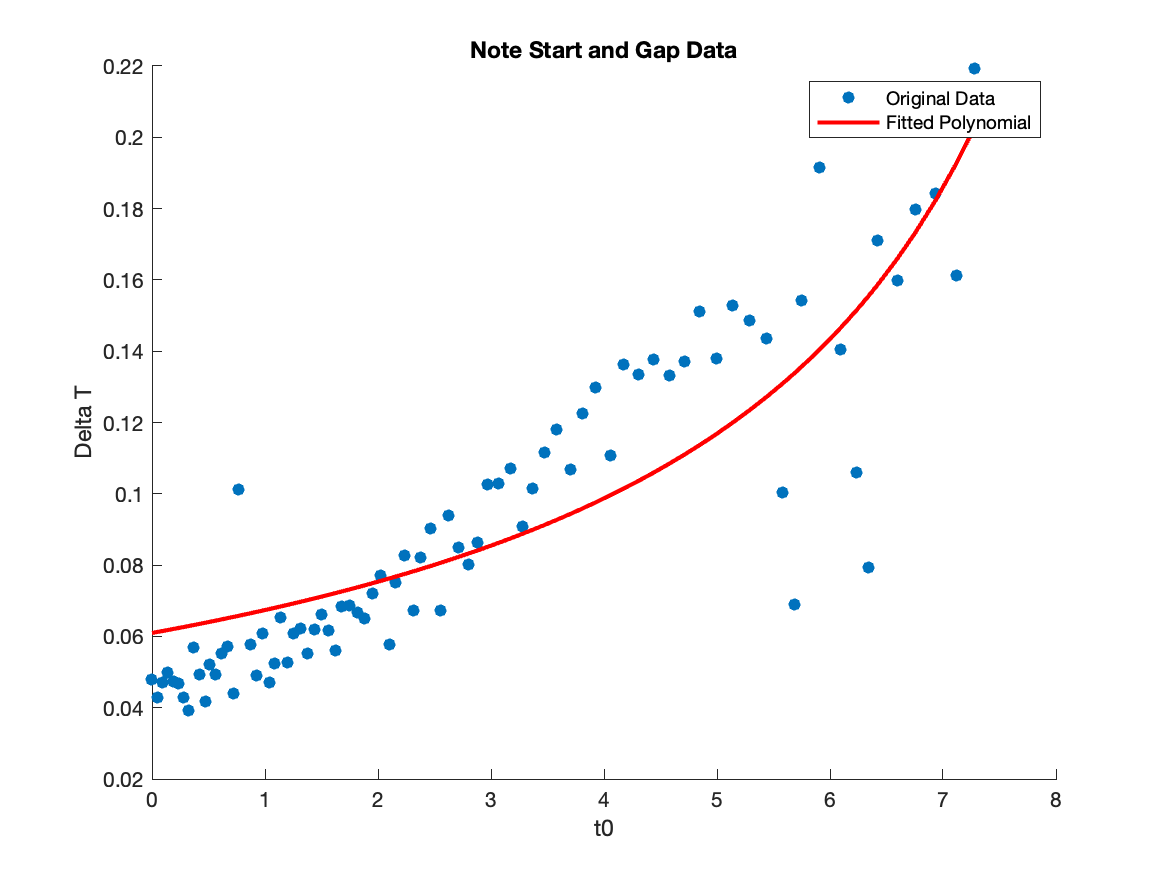 Note Start and Gap Data
0.22
0.2
0.18
0.16
0.14
0.12
0.1
0.08
0.06
0.04
0.02
Delta T
Original Data
Fitted Polynomial
0 1 2 3 4 5 6 7 8
t0